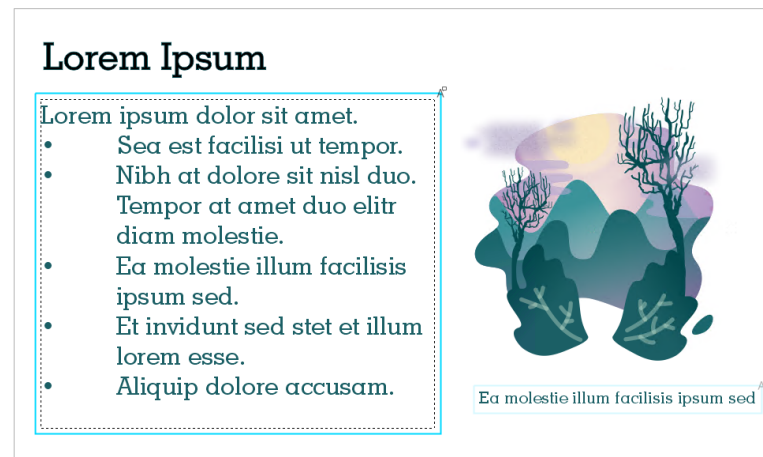 Lorem Ipsum
Lorem ipsum dolor sit amet.
• Sea est facilisi ut tempor.
• Nibh at dolore sit nisl duo.
Tempor at amet duo elitr
diam molestie.
• Ea molestie illum facilisis
ipsum sed.
• Et invidunt sed stet et illum
lorem esse.
• Aliquip dolore accusam.
Ea molestie illum facilisis ipsum sed